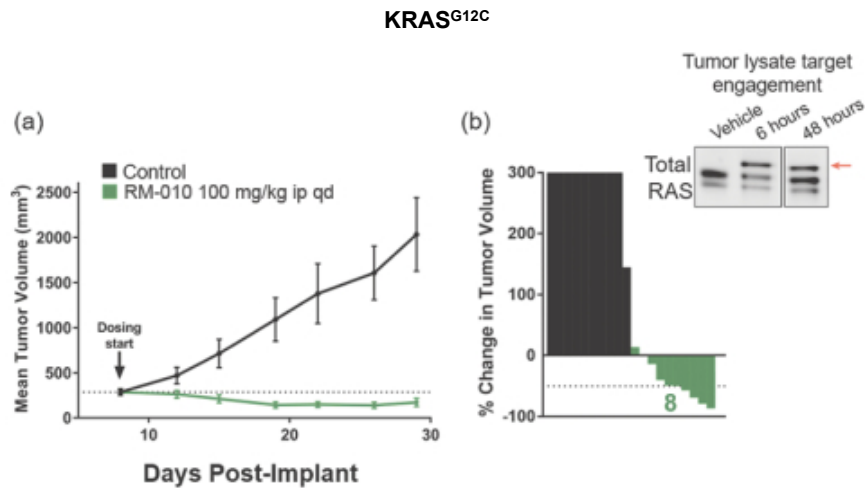 KRASG12C
Tumor lysate target
engagement
(a)
(b)
Vehicle
6 hours
48 hours
Total
RAS
Control
RM-010 100 mg/kg ip qd
Mean Tumor Volume (mm3)
2500
2000
1500
1000
500
0
Dosing
start
10
20
30
Days Post-Implant
% Change in Tumor Volume
300
200
100
0
-100
8